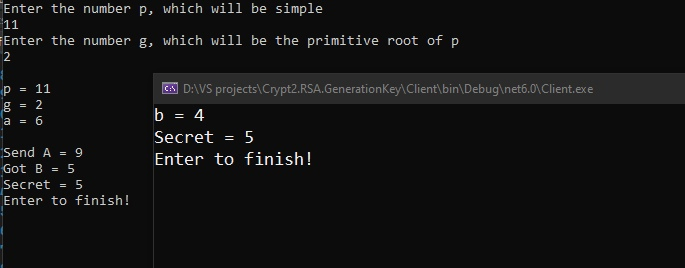 Enter the number p, which will be simple
11
Enter the number g, which will be the primitive root of p
2
p = 11
g = 2
a = 6
Send A = 9
Got B = 5
Secret = 5
Enter to finish!
D:\VS projects\Crypt2.RSA.GenerationKey\Client\bin\Debug\net6.0\Client.exe
b = 4
Secret = 5
Enter to finish!